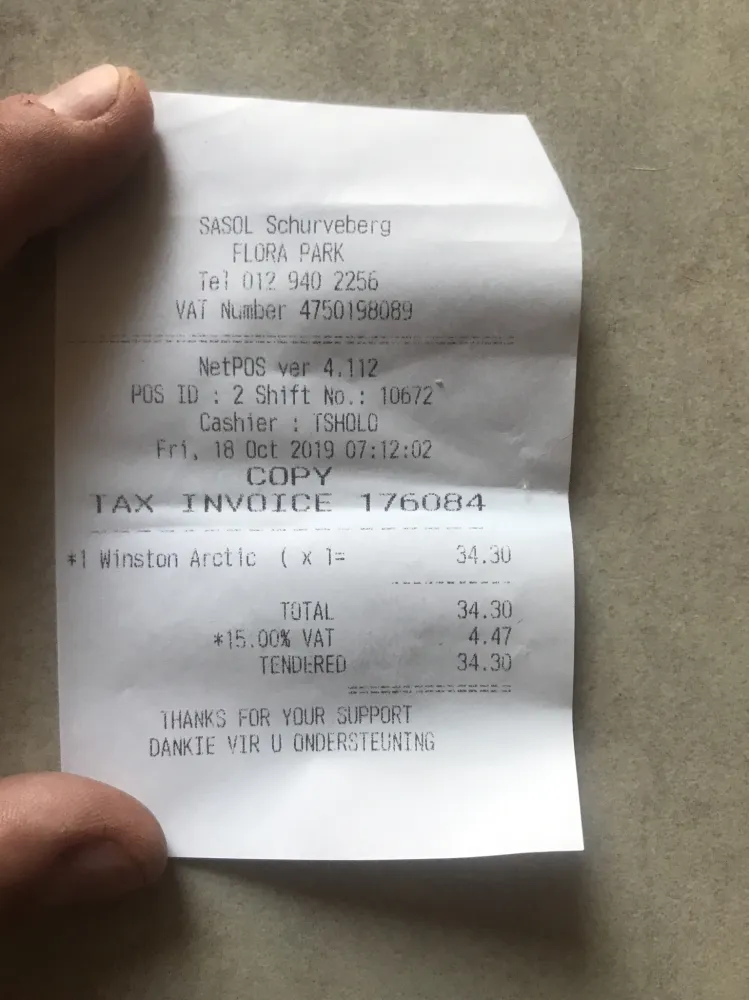 SASOL Schurveberg
FLORA PARK
Tel 012 940 2256
VAT Number 4750198089
NetPOS ver 4.112
POS ID : 2 Shift No.: 10672
Cashier : TSHOLO
Fri, 18 Oct 2019 07:12:02
COPY
TAX INVOICE 176084
*1 Winston Arctic ( x 1= 34.30
TOTAL 34.30
*15.00% VAT 4.47
TENDERED 34.30
THANKS FOR YOUR SUPPORT
DANKIE VIR U ONDERSTEUNING